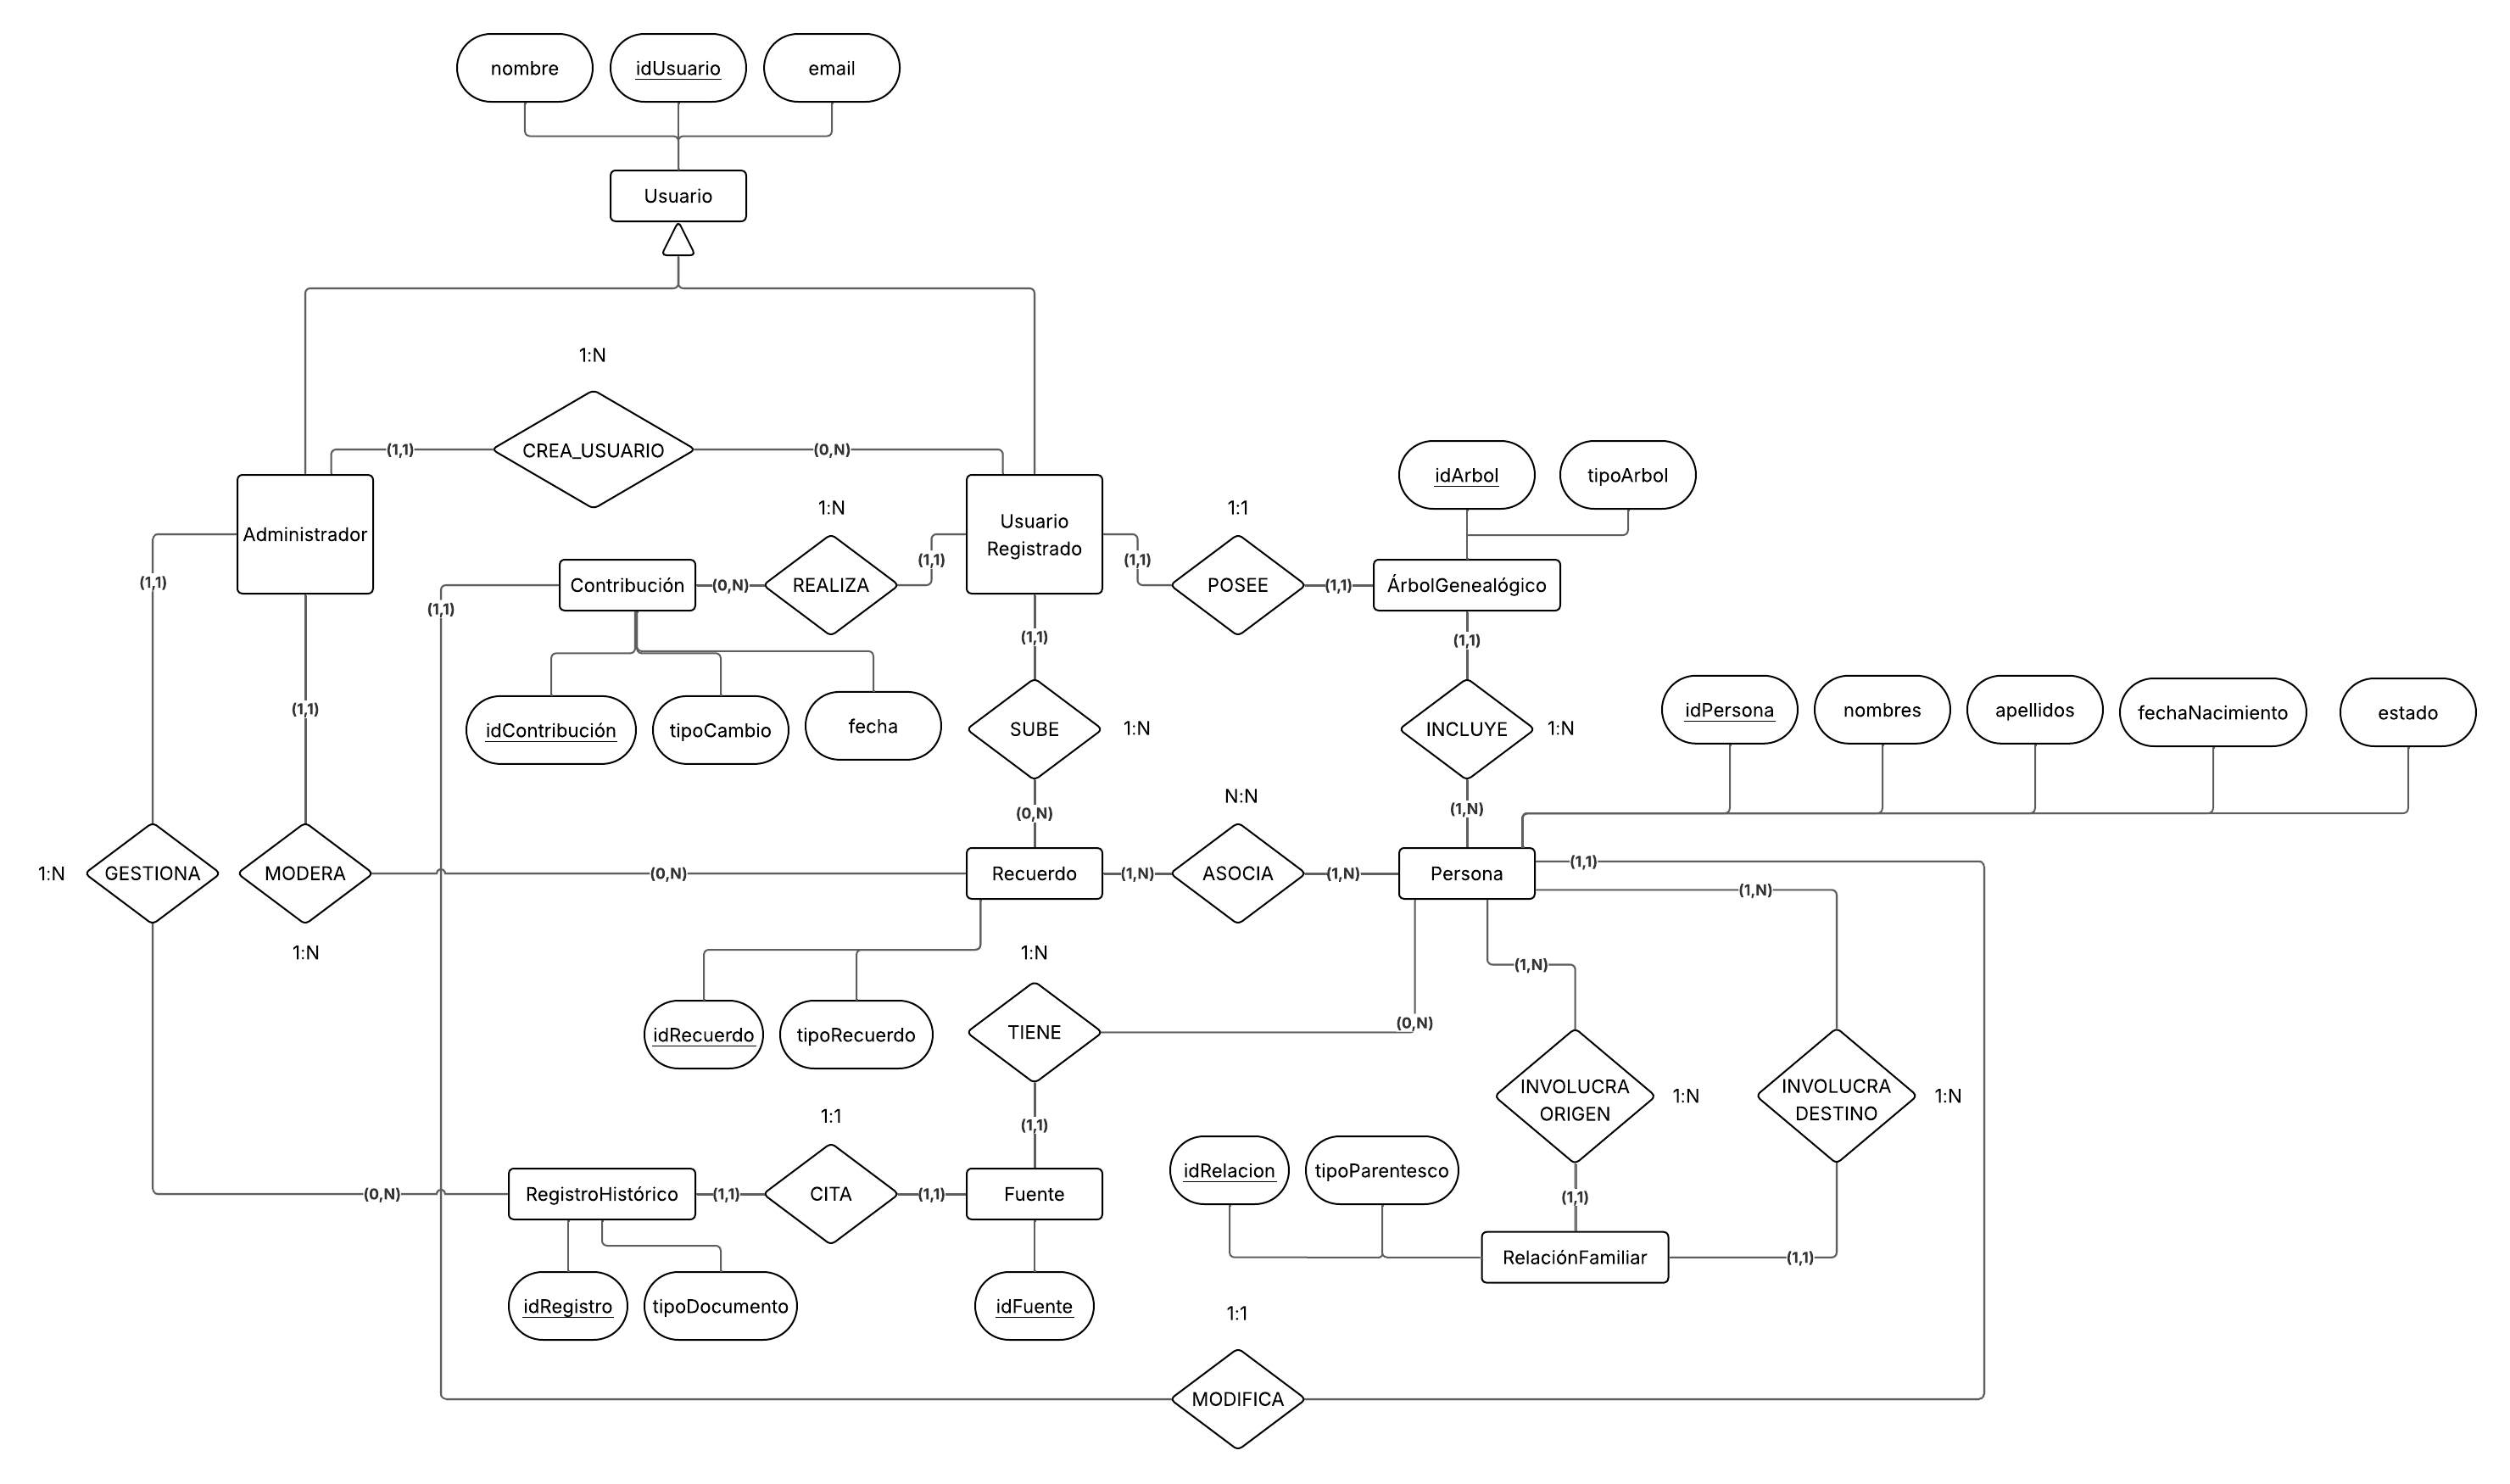 nombre
idUsuario
email
Usuario
1:N
CREA_USUARIO
(1,1)
(0,N)
Administrador
Usuario
Registrado
1:N
1:1
idArbol
tipoArbol
(1,1)
Contribución
(0,N)
REALIZA
(1,1)
(1,1)
POSEE
(1,1)
ÁrbolGenealógico
(1,1)
(1,1)
(1,1)
(1,1)
idContribución
tipoCambio
fecha
SUBE
1:N
INCLUYE
1:N
idPersona
nombres
apellidos
fechaNacimiento
estado
N:N
(0,N)
(1,N)
1:N
GESTIONA
MODERA
(0,N)
Recuerdo
(1,N)
ASOCIA
(1,N)
Persona
(1,1)
(1,N)
1:N
1:N
(1,N)
idRecuerdo
tipoRecuerdo
TIENE
(0,N)
INVOLUCRA
ORIGEN
1:N
INVOLUCRA
DESTINO
1:N
1:1
(1,1)
idRelacion
tipoParentesco
(0,N)
RegistroHistórico
(1,1)
CITA
(1,1)
Fuente
(1,1)
RelaciónFamiliar
(1,1)
idRegistro
tipoDocumento
idFuente
1:1
MODIFICA